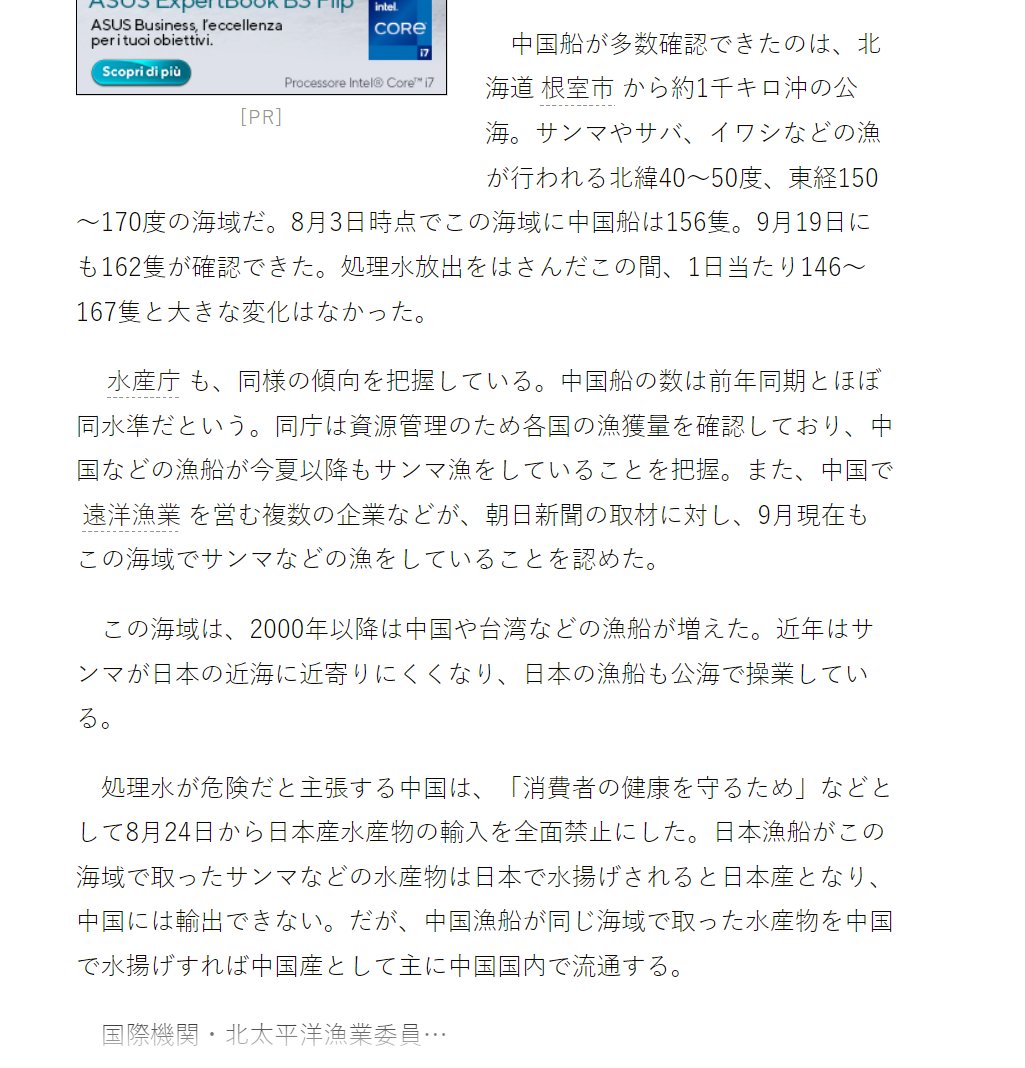 ASUS ExpertBook B3 Flip
ASUS Business, l'eccellenza
per i tuoi obiettivi.
Scopri di più
intel.
CORE
i7
Processore Intel® Core™ i7
[PR]
中国船が多数確認できたのは、北
海道 根室市 から約1千キロ沖の公
海。サンマやサバ、イワシなどの漁
が行われる北緯40～50度、東経150
～170度の海域だ。8月3日時点でこの海域に中国船は156隻。9月19日に
も162隻が確認できた。処理水放出をはさんだこの間、1日当たり146～
167隻と大きな変化はなかった。
水産庁 も、同様の傾向を把握している。中国船の数は前年同期とほぼ
同水準だという。同庁は資源管理のため各国の漁獲量を確認しており、中
国などの漁船が今夏以降もサンマ漁をしていることを把握。また、中国で
遠洋漁業 を営む複数の企業などが、朝日新聞の取材に対し、9月現在も
この海域でサンマなどの漁をしていることを認めた。
この海域は、2000年以降は中国や台湾などの漁船が増えた。近年はサ
ンマが日本の近海に近寄りにくくなり、日本の漁船も公海で操業してい
る。
処理水が危険だと主張する中国は、「消費者の健康を守るため」などと
して8月24日から日本産水産物の輸入を全面禁止にした。日本漁船がこの
海域で取ったサンマなどの水産物は日本で水揚げされると日本産となり、
中国には輸出できない。だが、中国漁船が同じ海域で取った水産物を中国
で水揚げすれば中国産として主に中国国内で流通する。
国際機関・北太平洋漁業委員…